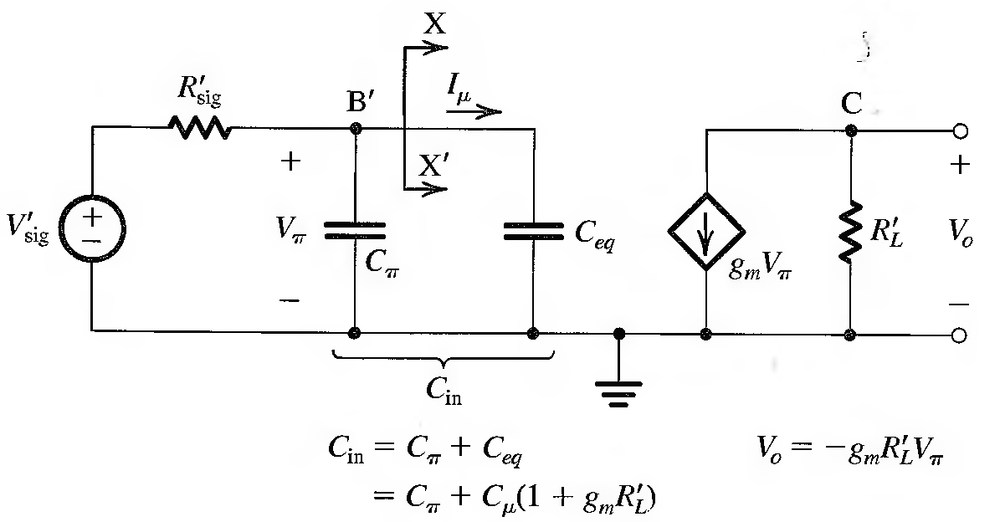 X
R′sig
B′
Iμ
C
X′
+
+
V′sig
+
−
Vπ
Cπ
Ceq
gmVπ
R′L
Vo
−
−
Cin
Cin = Cπ + Ceq
= Cπ + Cμ(1 + gmR′L)
Vo = −gmR′LVπ